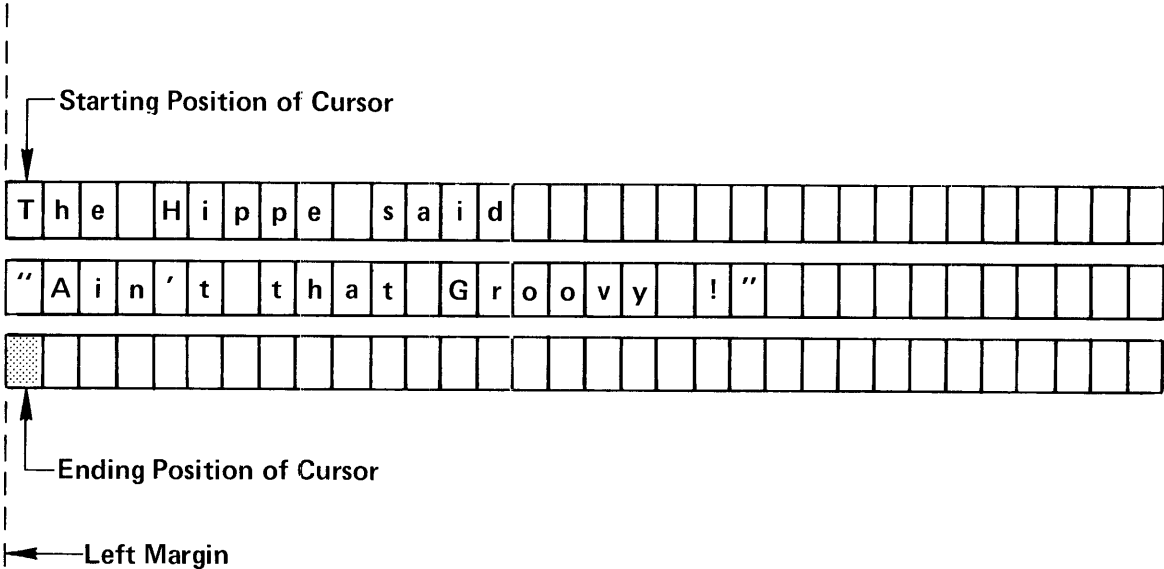 Starting Position of Cursor
The Hippe said
"Ain't that Groovy !"
Ending Position of Cursor
Left Margin